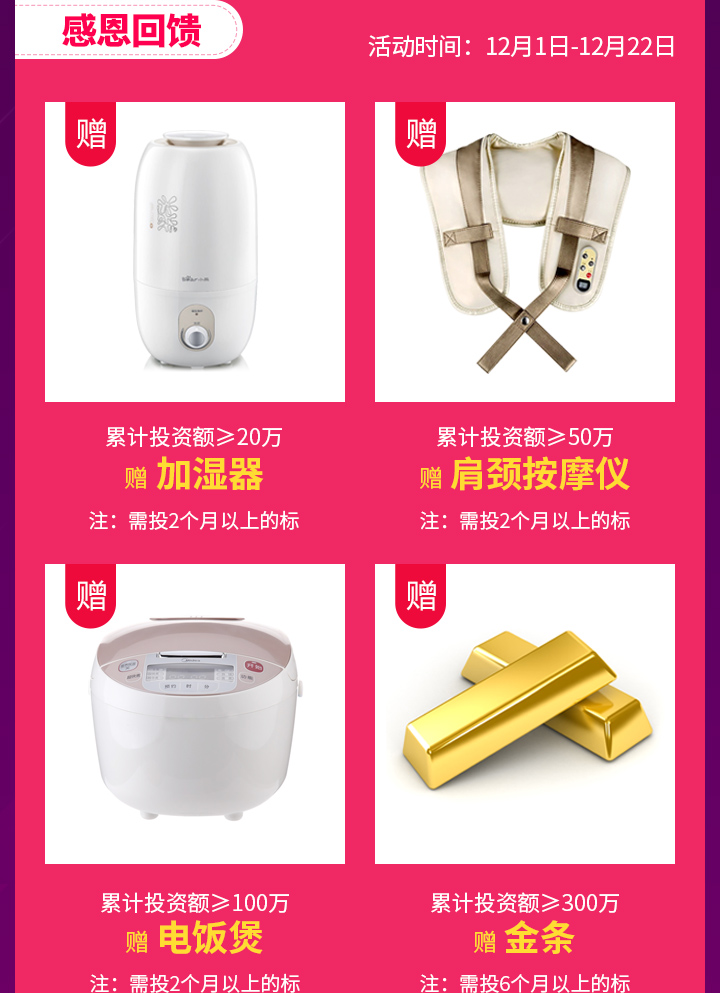 感恩回馈
活动时间：12月1日-12月22日
赠
赠
累计投资额≥20万
赠 加湿器
注：需投2个月以上的标
累计投资额≥50万
赠 肩颈按摩仪
注：需投2个月以上的标
赠
赠
累计投资额≥100万
赠 电饭煲
注：需投2个月以上的标
累计投资额≥300万
赠 金条
注：需投6个月以上的标